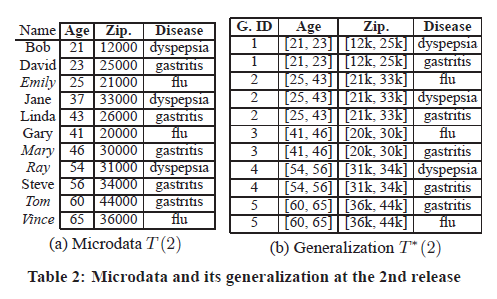 Name Age Zip. Disease
Bob 21 12000 dyspepsia
David 23 25000 gastritis
Emily 25 21000 flu
Jane 37 33000 dyspepsia
Linda 43 26000 gastritis
Gary 41 20000 flu
Mary 46 30000 gastritis
Ray 54 31000 dyspepsia
Steve 56 34000 gastritis
Tom 60 44000 gastritis
Vince 65 36000 flu
(a) Microdata T(2)
G. ID Age Zip. Disease
1 [21, 23] [12k, 25k] dyspepsia
1 [21, 23] [12k, 25k] gastritis
2 [25, 43] [21k, 33k] flu
2 [25, 43] [21k, 33k] dyspepsia
2 [25, 43] [21k, 33k] gastritis
3 [41, 46] [20k, 30k] flu
3 [41, 46] [20k, 30k] gastritis
4 [54, 56] [31k, 34k] dyspepsia
4 [54, 56] [31k, 34k] gastritis
5 [60, 65] [36k, 44k] gastritis
5 [60, 65] [36k, 44k] flu
(b) Generalization T*(2)
Table 2: Microdata and its generalization at the 2nd release